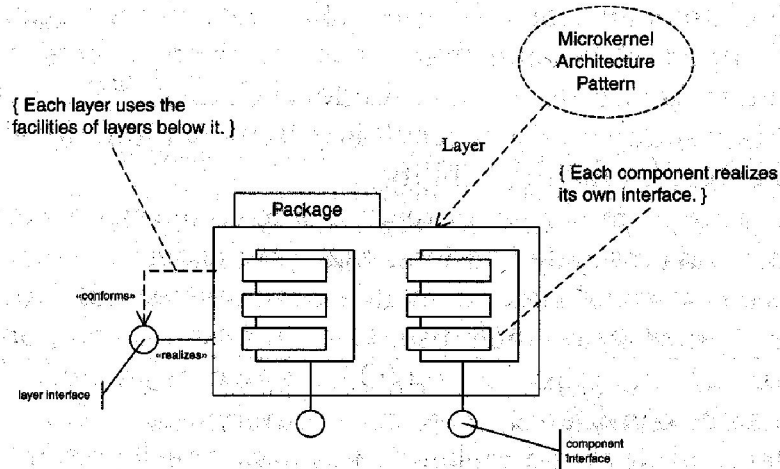 Microkernel
Architecture
Pattern
{ Each layer uses the
facilities of layers below it. }
Layer
{ Each component realizes
its own interface. }
Package
«conforms»
«realizes»
layer interface
component
interface